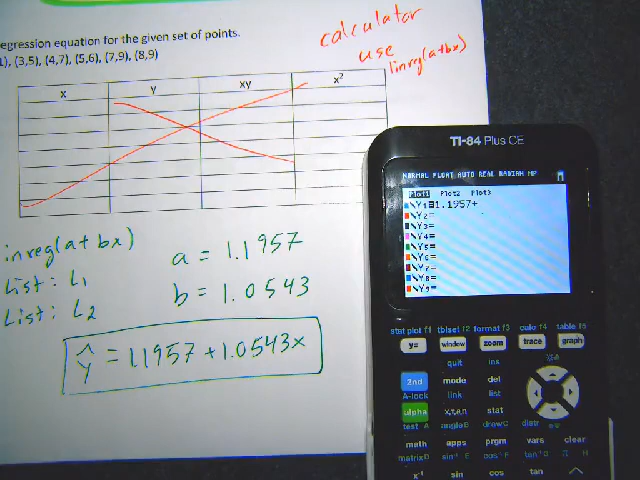 egression equation for the given set of points.
1), (3,5), (4,7), (5,6), (7,9), (8,9)
calculator
use
linreg(a+bx)
x y xy x²
inreg(a+bx)
List: L₁
List: L₂
a = 1.1957
b = 1.0543
ŷ = 1.1957 + 1.0543x
TI-84 Plus CE
NORMAL FLOAT AUTO REAL RADIAN MP
Plot1 Plot2 Plot3
\Y1=1.1957+
\Y2=
\Y3=
\Y4=
\Y5=
\Y6=
\Y7=
\Y8=
\Y9=
stat plot f1 tblset f2 format f3 calc f4 table f5
y= window zoom trace graph
quit ins
2nd mode del
A-lock link list
alpha X,T,θ,n stat
test A angle B draw C distr
math apps prgm vars clear
matrix D sin⁻¹ E cos⁻¹ F tan⁻¹ G π H
x⁻¹ sin cos tan ^